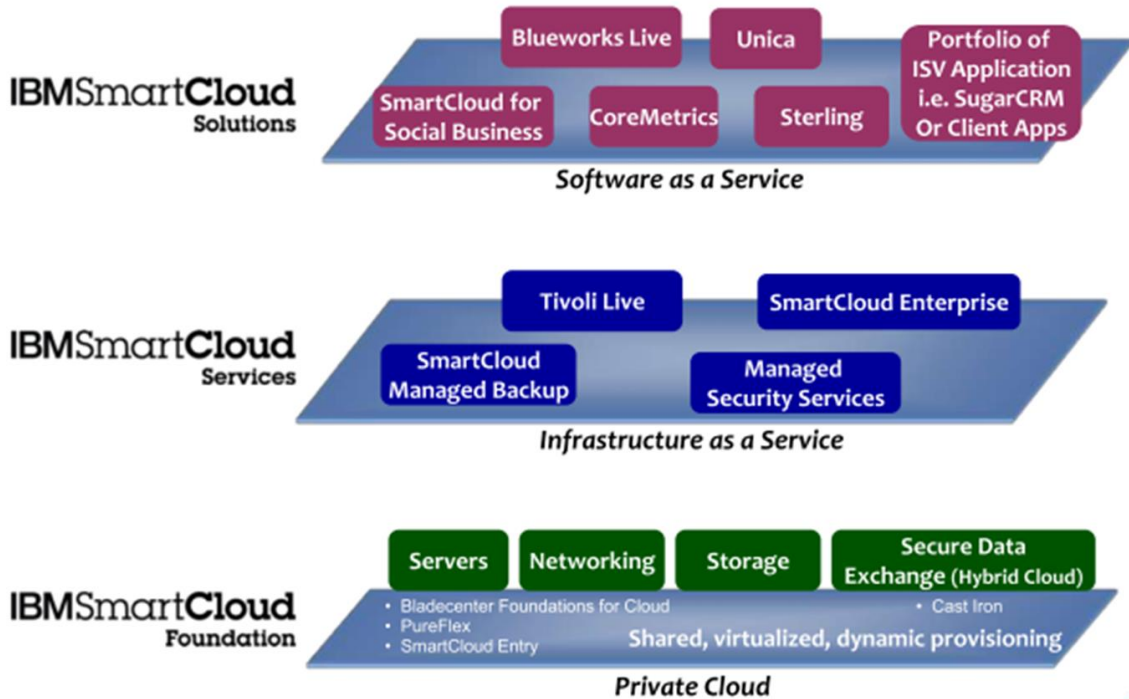 IBMSmartCloud
Solutions
Blueworks Live
Unica
Portfolio of
ISV Application
i.e. SugarCRM
Or Client Apps
SmartCloud for
Social Business
CoreMetrics
Sterling
Software as a Service
IBMSmartCloud
Services
Tivoli Live
SmartCloud Enterprise
SmartCloud
Managed Backup
Managed
Security Services
Infrastructure as a Service
IBMSmartCloud
Foundation
Servers
Networking
Storage
Secure Data
Exchange (Hybrid Cloud)
• Bladecenter Foundations for Cloud
• PureFlex
• SmartCloud Entry
• Cast Iron
Shared, virtualized, dynamic provisioning
Private Cloud